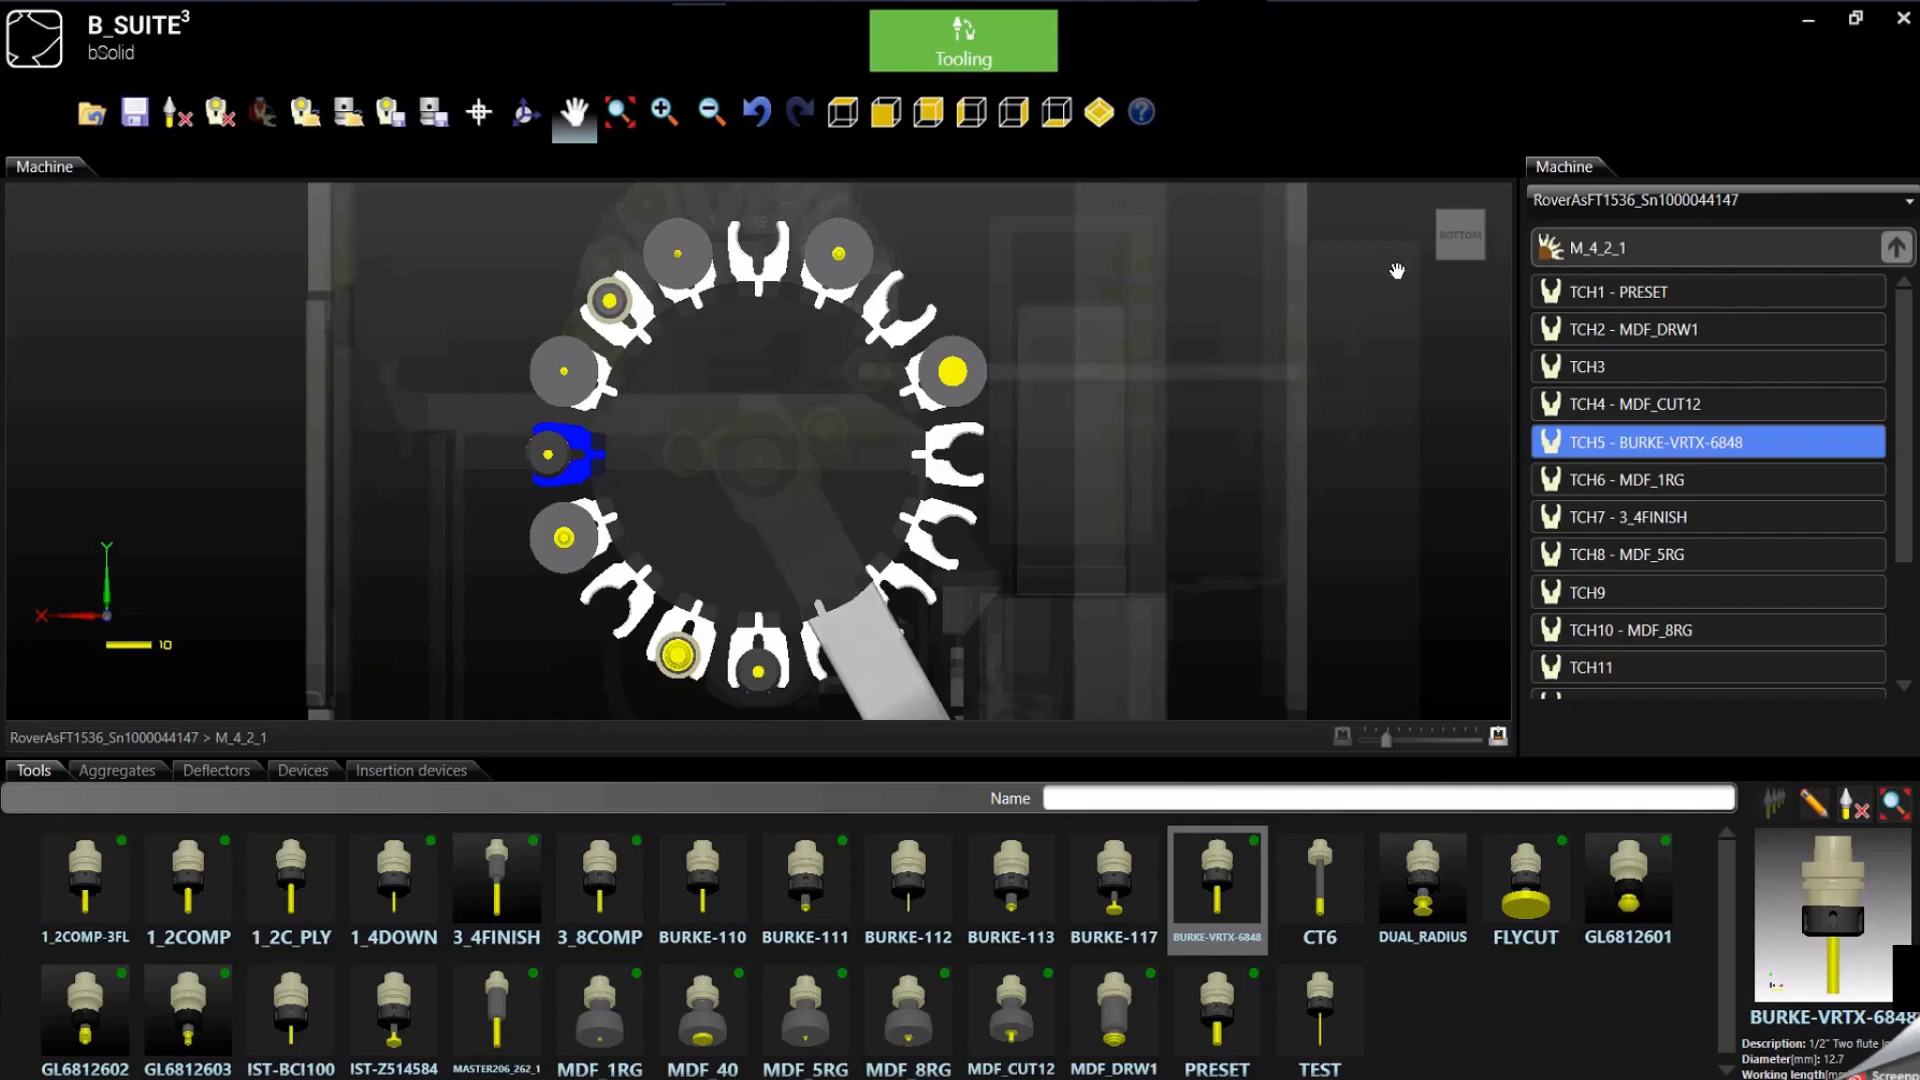 B_SUITE³
bSolid
Tooling
Machine
Machine
RoverAsFT1536_Sn1000044147
M_4_2_1
TCH1 - PRESET
TCH2 - MDF_DRW1
TCH3
TCH4 - MDF_CUT12
TCH5 - BURKE-VRTX-6848
TCH6 - MDF_1RG
TCH7 - 3_4FINISH
TCH8 - MDF_5RG
TCH9
TCH10 - MDF_8RG
TCH11
BOTTOM
Y
X
10
RoverAsFT1536_Sn1000044147 > M_4_2_1
Tools
Aggregates
Deflectors
Devices
Insertion devices
Name
1_2COMP-3FL
1_2COMP
1_2C_PLY
1_4DOWN
3_4FINISH
3_8COMP
BURKE-110
BURKE-111
BURKE-112
BURKE-113
BURKE-117
BURKE-VRTX-6848
CT6
DUAL_RADIUS
FLYCUT
GL6812601
GL6812602
GL6812603
IST-BCI100
IST-Z514584
MASTER206_262_1
MDF_1RG
MDF_40
MDF_5RG
MDF_8RG
MDF_CUT12
MDF_DRW1
PRESET
TEST
BURKE-VRTX-6848
Description: 1/2" Two flute
Diameter[mm]: 12.7
Working